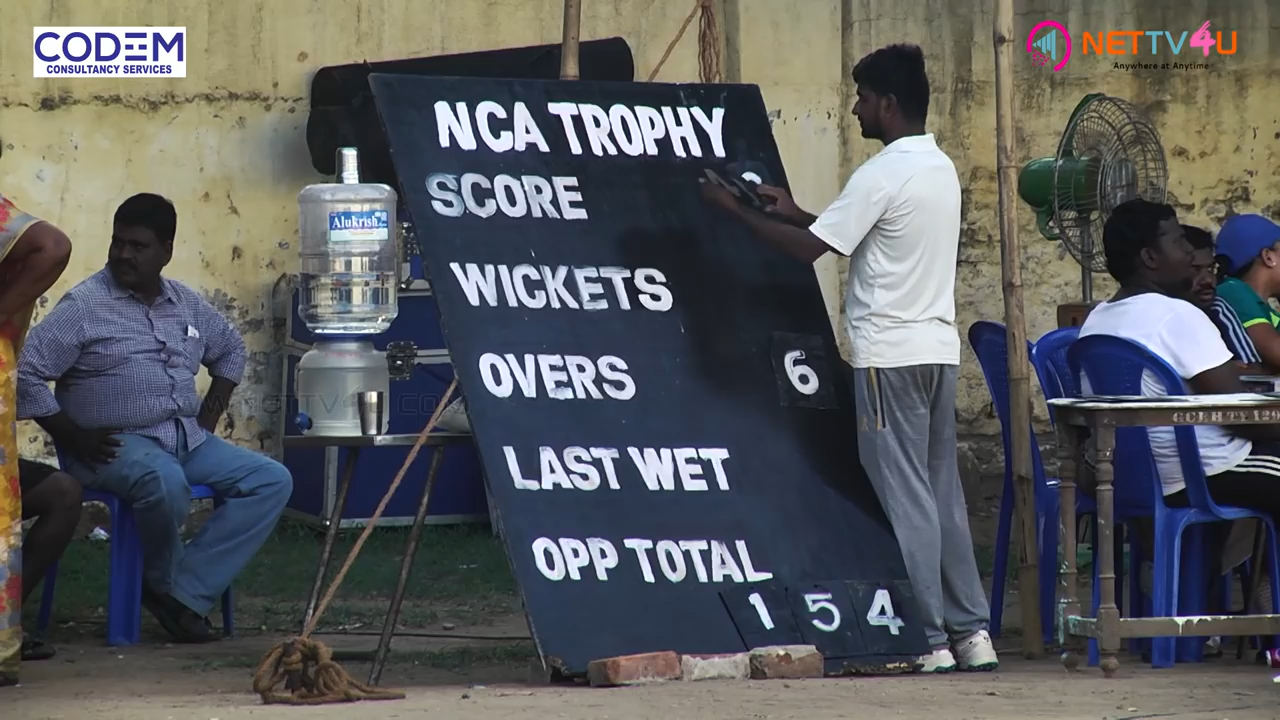 CODEM
CONSULTANCY SERVICES
NETTV4U
Anywhere at Anytime
NCA TROPHY
SCORE
WICKETS
OVERS 6
LAST WET
OPP TOTAL
1 5 4
Alukrish